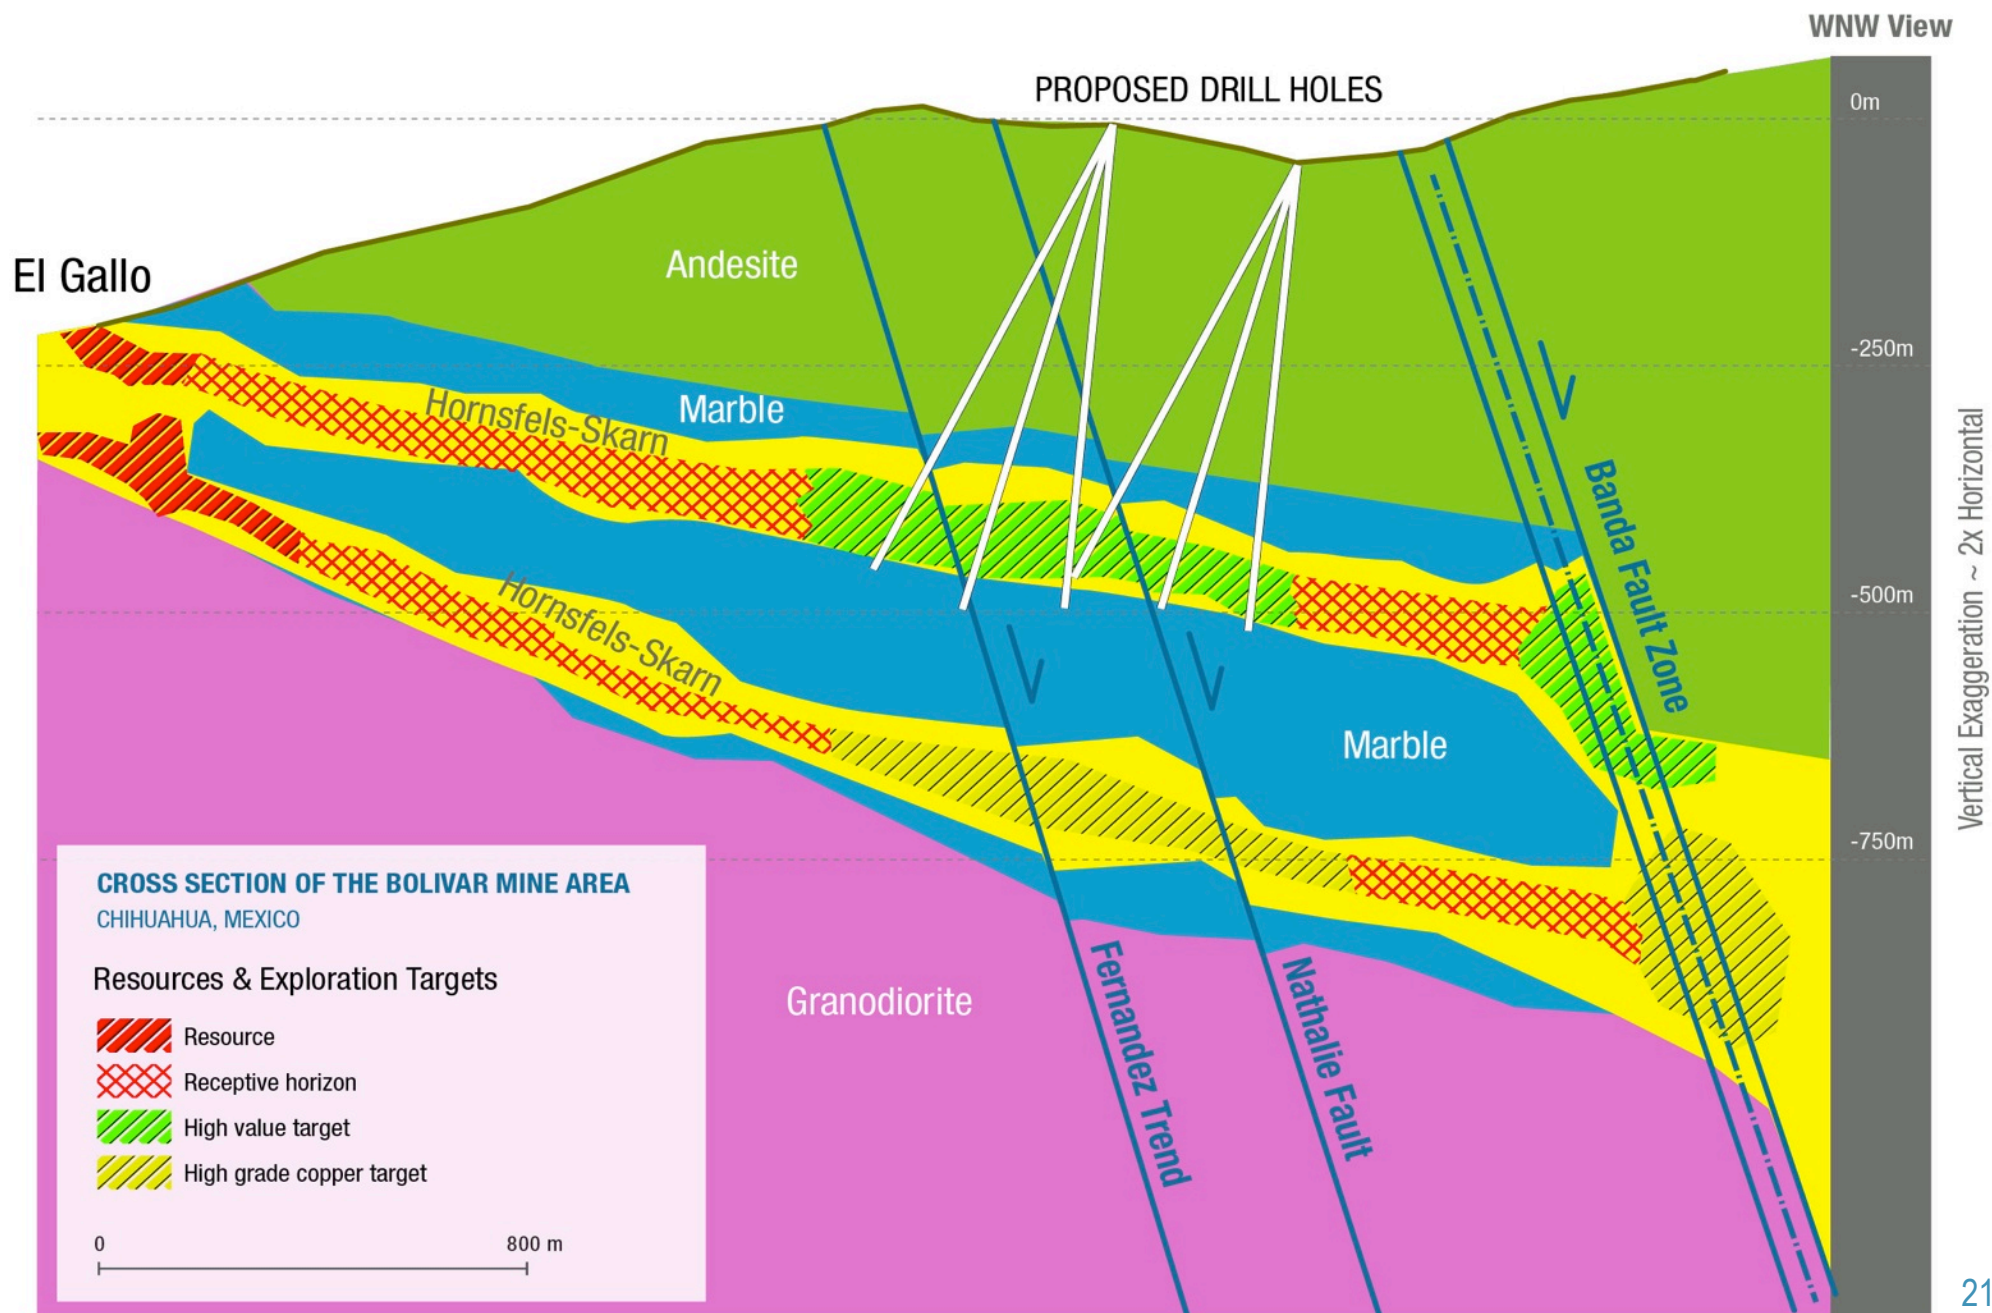 WNW View
PROPOSED DRILL HOLES
0m
El Gallo
Andesite
-250m
Hornsfels-Skarn
Marble
Banda Fault Zone
Vertical Exaggeration ~ 2x Horizontal
Hornsfels-Skarn
-500m
Marble
-750m
CROSS SECTION OF THE BOLIVAR MINE AREA
CHIHUAHUA, MEXICO
Resources & Exploration Targets
Resource
Receptive horizon
High value target
High grade copper target
0 800 m
Granodiorite
Fernandez Trend
Nathalie Fault
21